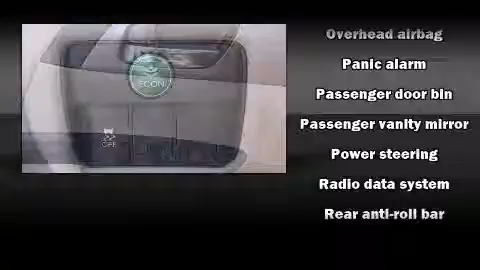 ECON
OFF
Overhead airbag
Panic alarm
Passenger door bin
Passenger vanity mirror
Power steering
Radio data system
Rear anti-roll bar